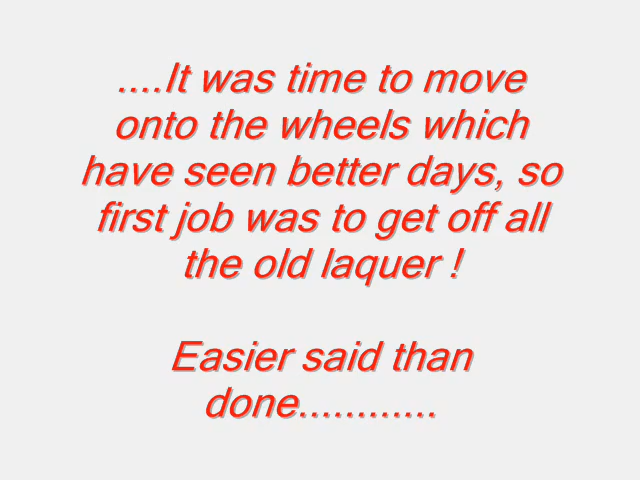 ....It was time to move
onto the wheels which
have seen better days, so
first job was to get off all
the old laquer !
Easier said than
done............